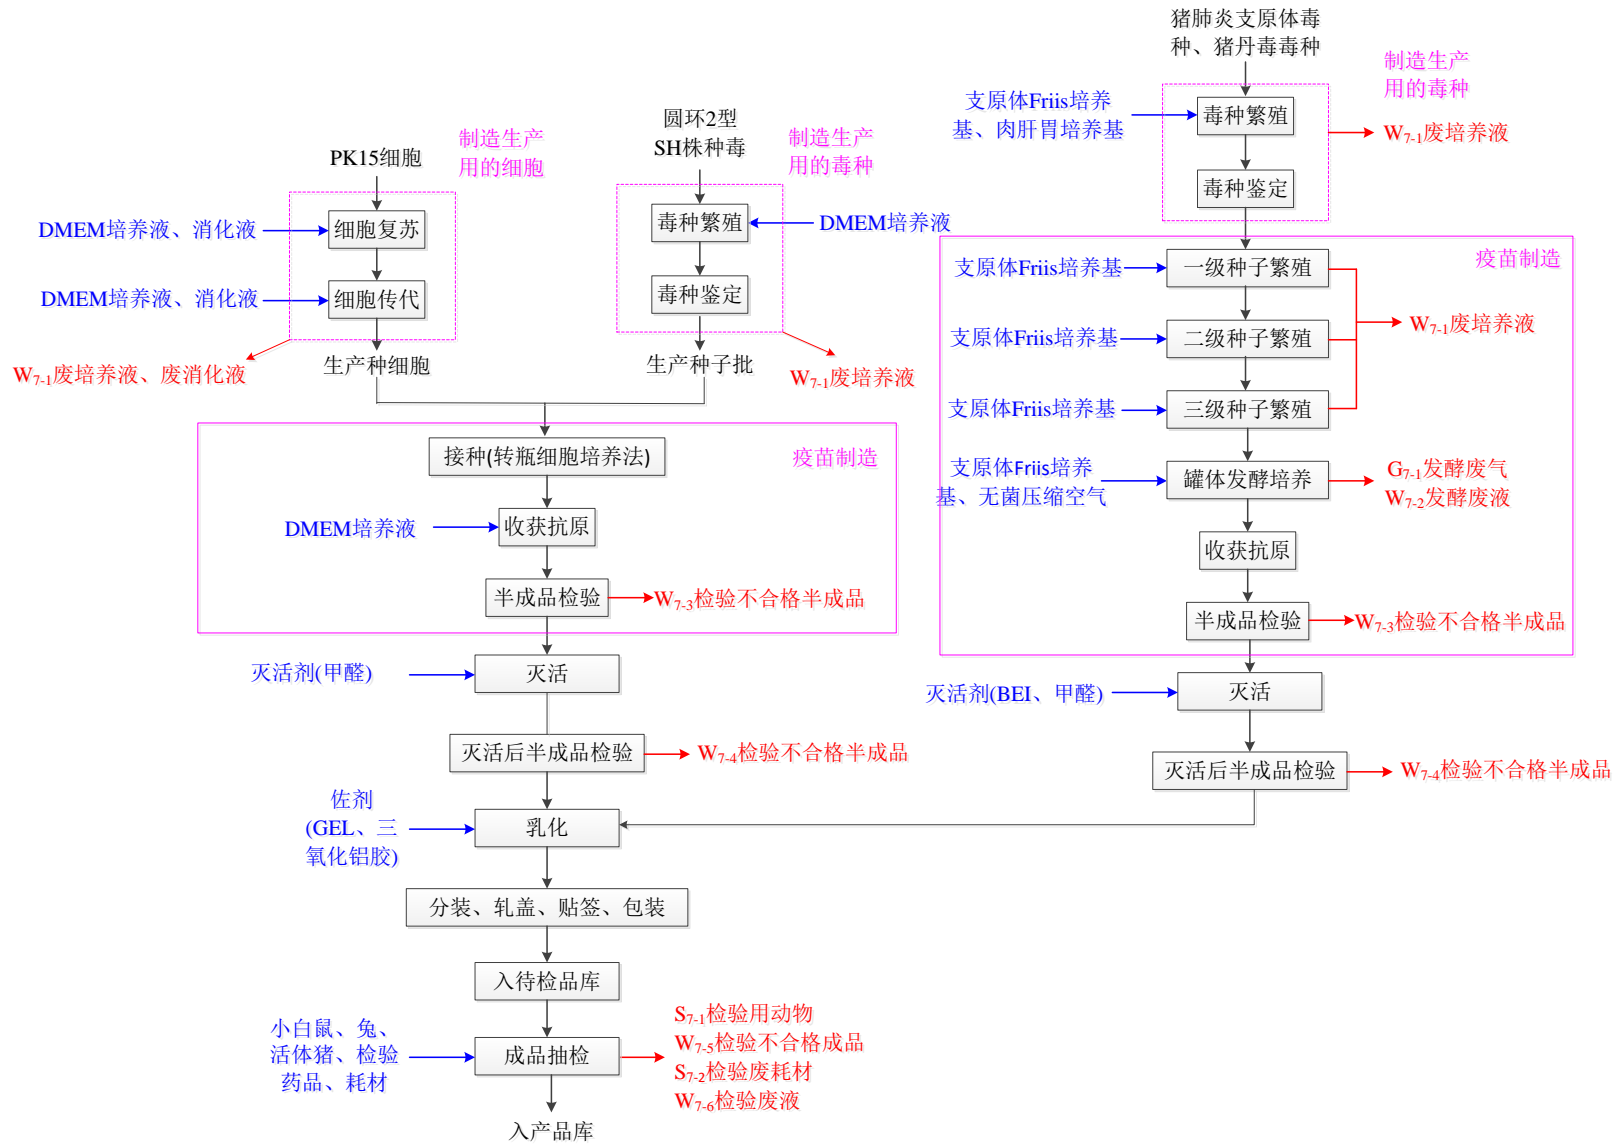 猪肺炎支原体毒
种、猪丹毒毒种
制造生产
用的毒种
支原体Friis培养
基、肉肝胃培养基
毒种繁殖
W7-1废培养液
毒种鉴定
圆环2型
SH株种毒
制造生产
用的毒种
PK15细胞
制造生产
用的细胞
DMEM培养液、消化液
细胞复苏
毒种繁殖
DMEM培养液
DMEM培养液、消化液
细胞传代
毒种鉴定
W7-1废培养液、废消化液
生产种细胞
生产种子批
W7-1废培养液
疫苗制造
支原体Friis培养基
一级种子繁殖
支原体Friis培养基
二级种子繁殖
W7-1废培养液
支原体Friis培养基
三级种子繁殖
支原体Friis培养
基、无菌压缩空气
罐体发酵培养
G7-1发酵废气
W7-2发酵废液
收获抗原
半成品检验
W7-3检验不合格半成品
灭活剂(BEI、甲醛)
灭活
灭活后半成品检验
W7-4检验不合格半成品
接种(转瓶细胞培养法)
疫苗制造
DMEM培养液
收获抗原
半成品检验
W7-3检验不合格半成品
灭活剂(甲醛)
灭活
灭活后半成品检验
W7-4检验不合格半成品
佐剂
(GEL、三
氧化铝胶)
乳化
分装、轧盖、贴签、包装
入待检品库
小白鼠、兔、
活体猪、检验
药品、耗材
成品抽检
S7-1检验用动物
W7-5检验不合格成品
S7-2检验废耗材
W7-6检验废液
入产品库